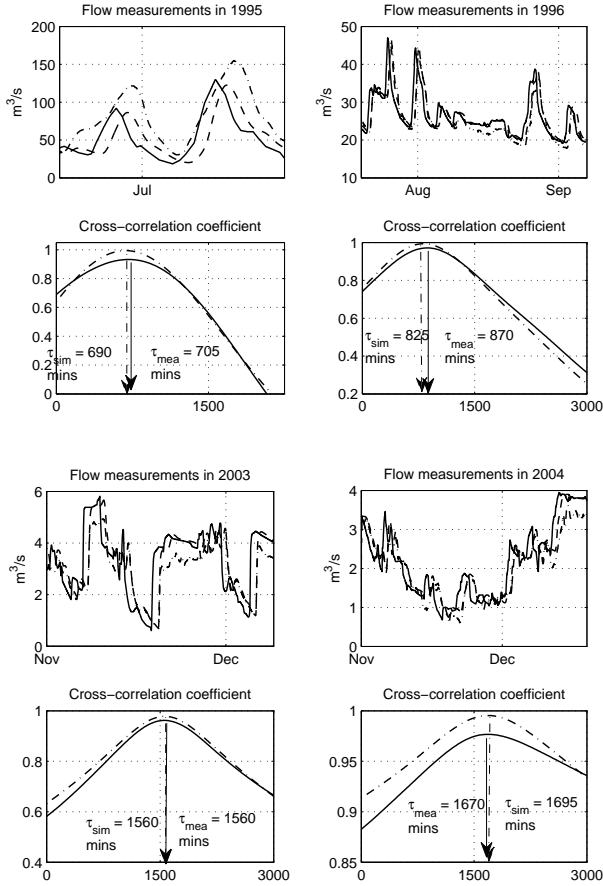 Flow measurements in 1995
200
150
100
50
0
m³/s
Jul
Flow measurements in 1996
50
40
30
20
10
m³/s
Aug Sep
Cross−correlation coefficient
1
0.8
0.6
0.4
0.2
0
τsim = 690
mins
τmea = 705
mins
0 1500
Cross−correlation coefficient
1
0.8
0.6
0.4
0.2
τsim = 825
mins
τmea = 870
mins
0 1500 3000
Flow measurements in 2003
6
4
2
0
m³/s
Nov Dec
Flow measurements in 2004
4
3
2
1
0
m³/s
Nov Dec
Cross−correlation coefficient
1
0.8
0.6
0.4
τsim = 1560
mins
τmea = 1560
mins
0 1500 3000
Cross−correlation coefficient
1
0.95
0.9
0.85
τmea = 1670
mins
τsim = 1695
mins
0 1500 3000